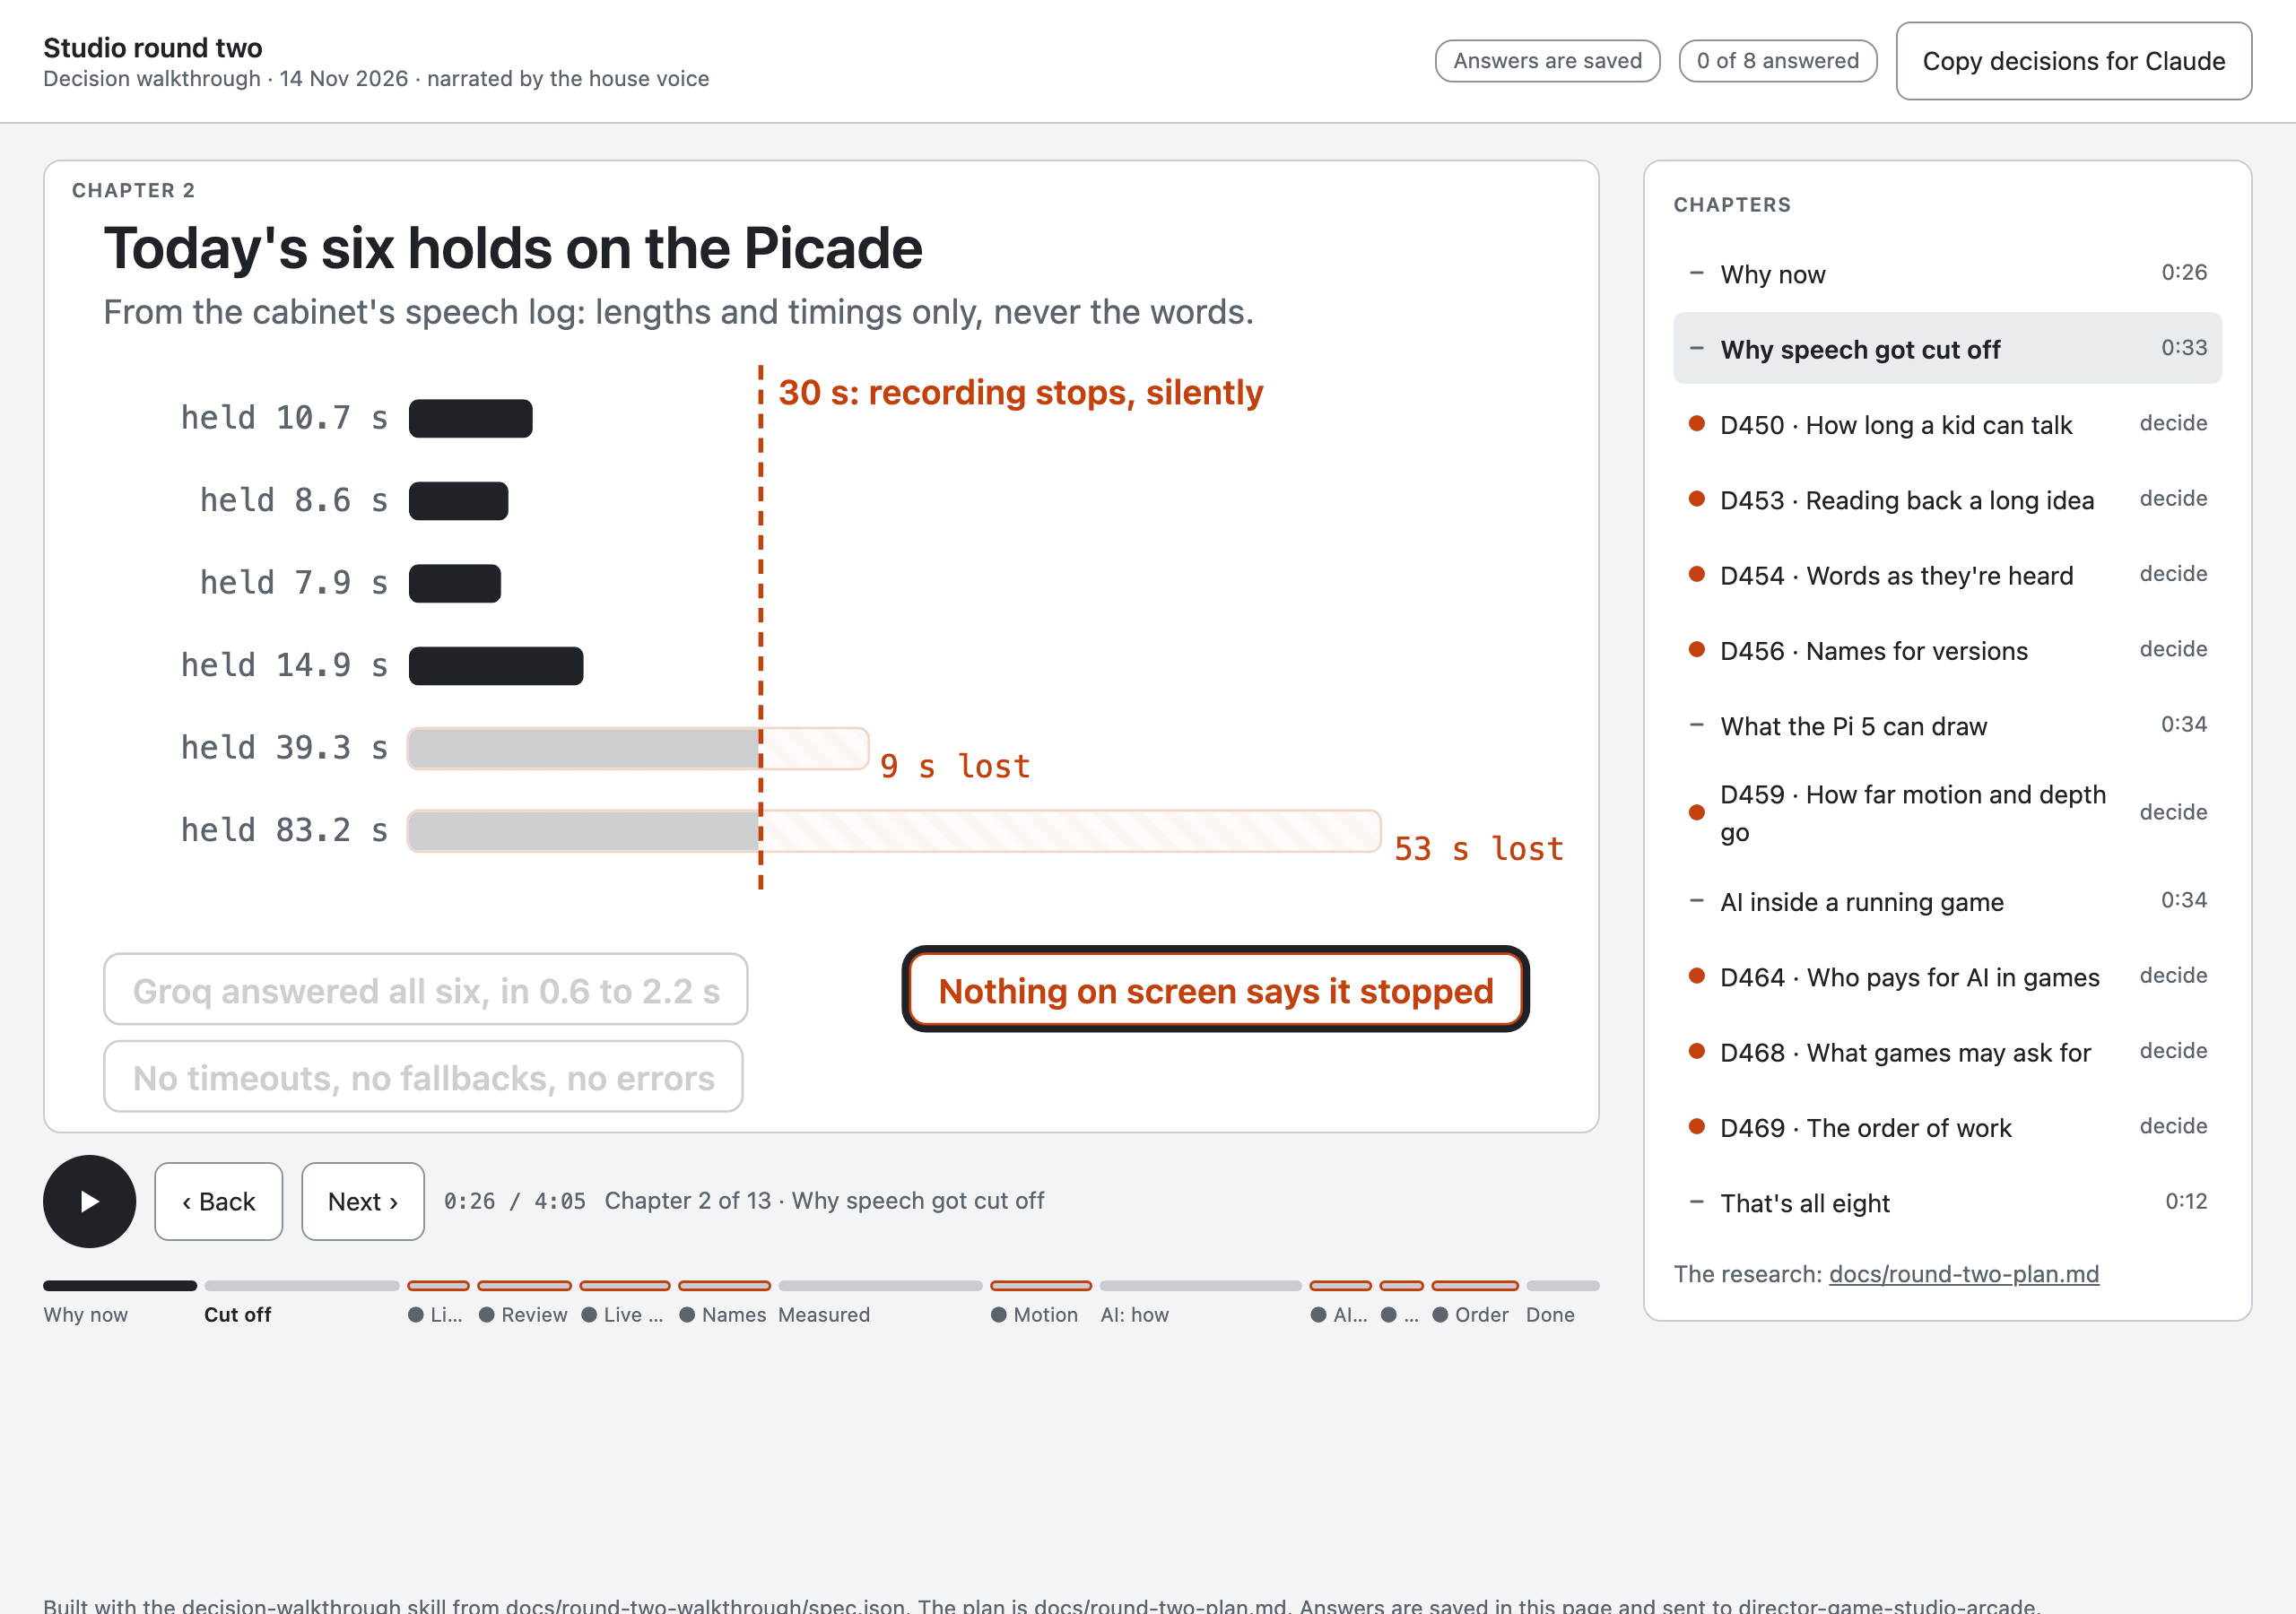 Studio round two
Decision walkthrough · 14 Nov 2026 · narrated by the house voice
Answers are saved
0 of 8 answered
Copy decisions for Claude
CHAPTER 2
Today's six holds on the Picade
From the cabinet's speech log: lengths and timings only, never the words.
30 s: recording stops, silently
held 10.7 s
held 8.6 s
held 7.9 s
held 14.9 s
held 39.3 s
9 s lost
held 83.2 s
53 s lost
Groq answered all six, in 0.6 to 2.2 s
Nothing on screen says it stopped
No timeouts, no fallbacks, no errors
‹ Back
Next ›
0:26 / 4:05
Chapter 2 of 13 · Why speech got cut off
Why now
Cut off
Li...
Review
Live ...
Names
Measured
Motion
AI: how
AI...
...
Order
Done
CHAPTERS
– Why now 0:26
– Why speech got cut off 0:33
D450 · How long a kid can talk decide
D453 · Reading back a long idea decide
D454 · Words as they're heard decide
D456 · Names for versions decide
– What the Pi 5 can draw 0:34
D459 · How far motion and depth
go
decide
– AI inside a running game 0:34
D464 · Who pays for AI in games decide
D468 · What games may ask for decide
D469 · The order of work decide
– That's all eight 0:12
The research: docs/round-two-plan.md
Built with the decision-walkthrough skill from docs/round-two-walkthrough/spec.json. The plan is docs/round-two-plan.md. Answers are saved in this page and sent to director-game-studio-arcade.